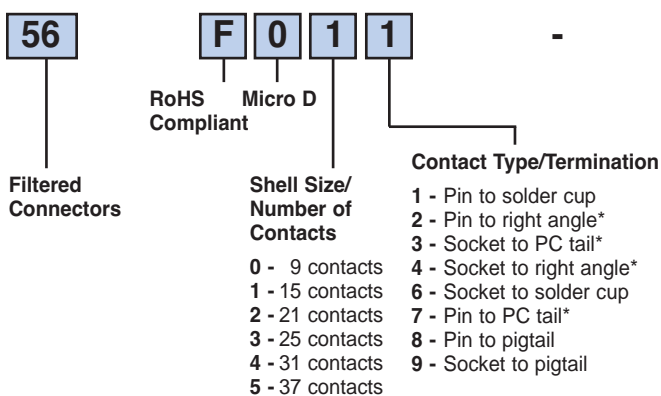 56 F 0 1 1 -
RoHS Compliant
Micro D
Filtered
Connectors
Shell Size/
Number of
Contacts
0 - 9 contacts
1 - 15 contacts
2 - 21 contacts
3 - 25 contacts
4 - 31 contacts
5 - 37 contacts
Contact Type/Termination
1 - Pin to solder cup
2 - Pin to right angle*
3 - Socket to PC tail*
4 - Socket to right angle*
6 - Socket to solder cup
7 - Pin to PC tail*
8 - Pin to pigtail
9 - Socket to pigtail